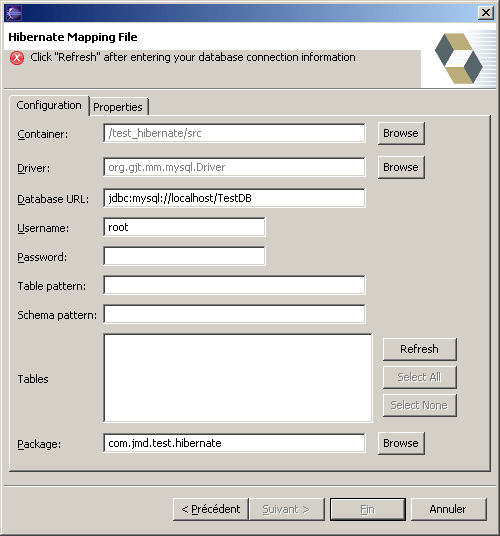 Hibernate Mapping File
Click "Refresh" after entering your database connection information
Configuration Properties
Container: /test_hibernate/src Browse
Driver: org.gjt.mm.mysql.Driver Browse
Database URL: jdbc:mysql://localhost/TestDB
Username: root
Password:
Table pattern:
Schema pattern:
Refresh
Select All
Tables
Select None
Package: com.jmd.test.hibernate Browse
< Précédent Suivant > Fin Annuler